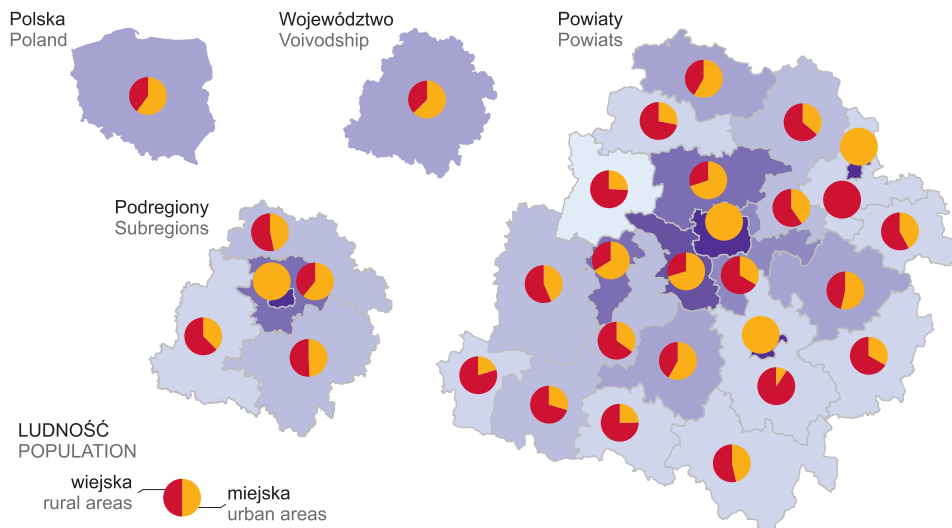 Polska
Poland
Województwo
Voivodship
Powiaty
Powiats
Podregiony
Subregions
LUDNOŚĆ
POPULATION
wiejska
rural areas
miejska
urban areas